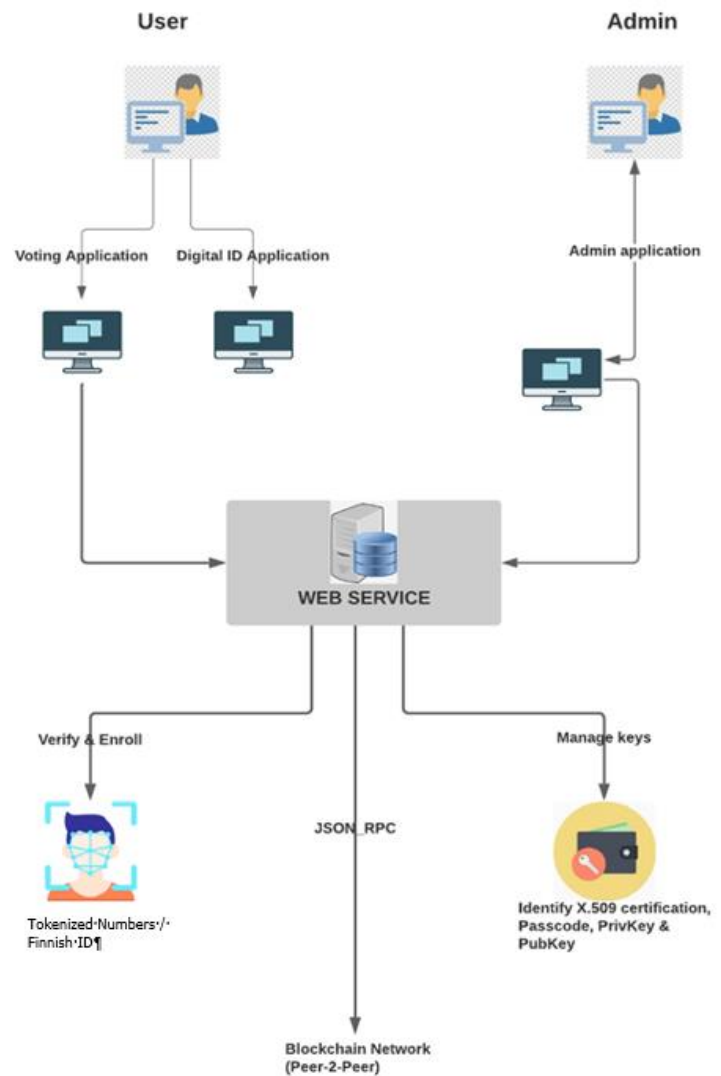 User
Admin
Voting Application
Digital ID Application
Admin application
WEB SERVICE
Verify & Enroll
Manage keys
JSON_RPC
Tokenized·Numbers·/·
Finnish·ID¶
Identify X.509 certification,
Passcode, PrivKey &
PubKey
Blockchain Network
(Peer-2-Peer)